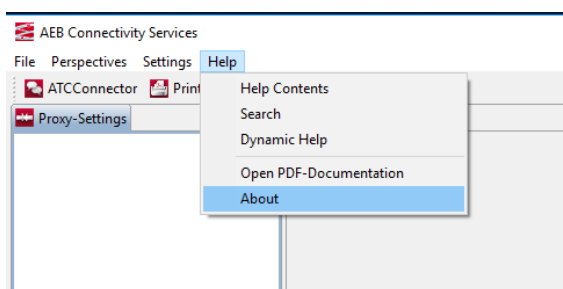 AEB Connectivity Services
File Perspectives Settings Help
ATCConnector Print
Proxy-Settings
Help Contents
Search
Dynamic Help
Open PDF-Documentation
About